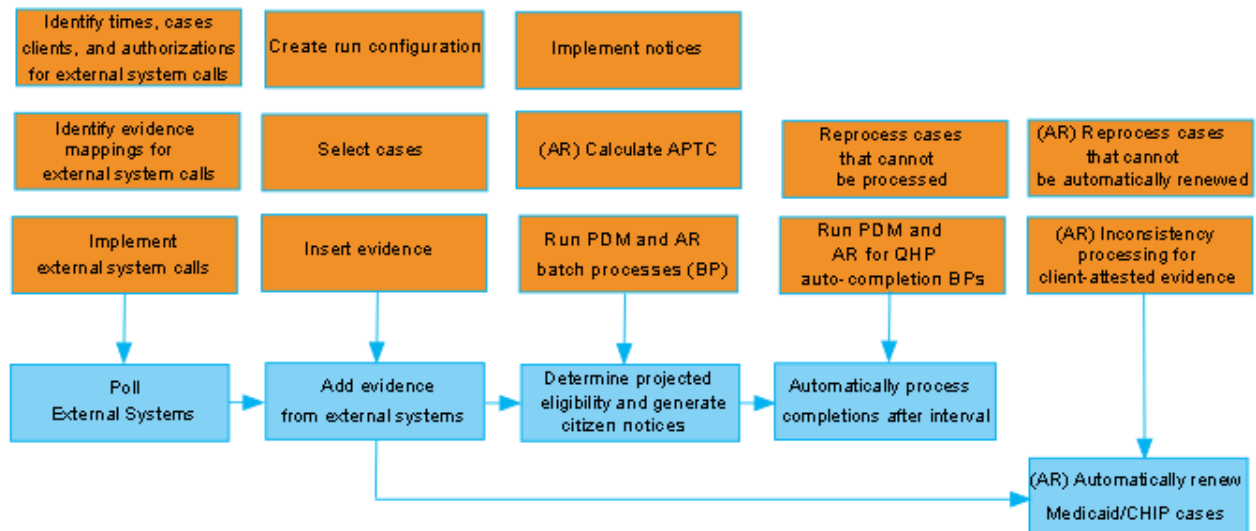 Identify times, cases
clients, and authorizations
for external system calls
Create run configuration
Implement notices
Identify evidence
mappings for
external system calls
Select cases
(AR) Calculate APTC
Reprocess cases
that cannot
be processed
(AR) Reprocess cases
that cannot
be automatically renewed
Implement
external system calls
Insert evidence
Run PDM and AR
batch processes (BP)
Run PDM and
AR for QHP
auto-completion BPs
(AR) Inconsistency
processing for
client-attested evidence
Poll
External Systems
Add evidence
from external systems
Determine projected
eligibility and generate
citizen notices
Automatically process
completions after interval
(AR) Automatically renew
Medicaid/CHIP cases